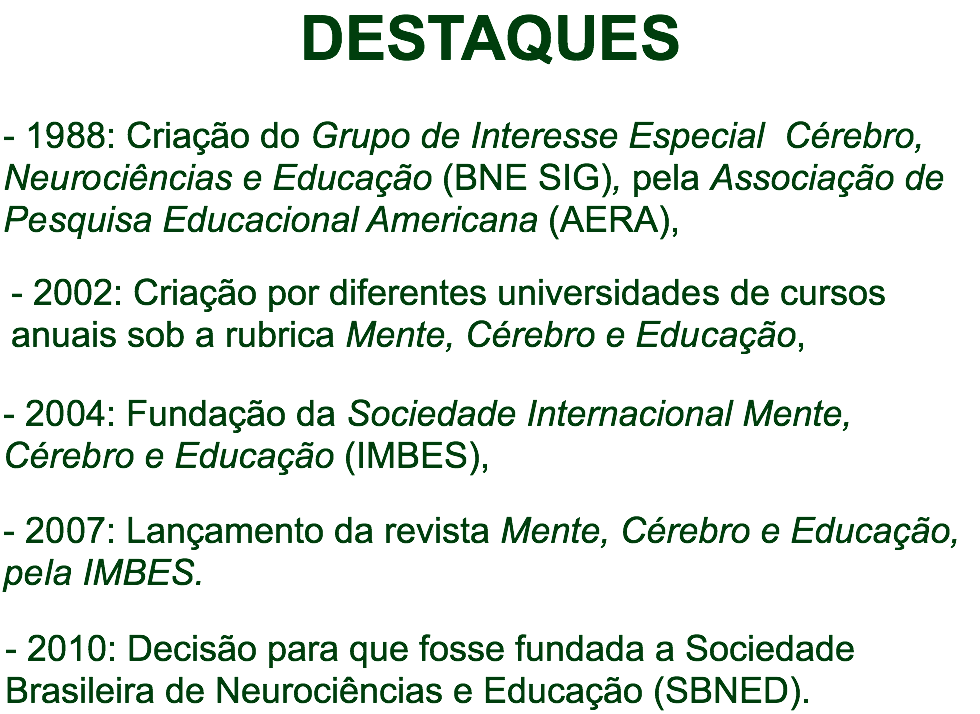 DESTAQUES
- 1988: Criação do Grupo de Interesse Especial  Cérebro,
Neurociências e Educação (BNE SIG), pela Associação de
Pesquisa Educacional Americana (AERA),
- 2002: Criação por diferentes universidades de cursos
anuais sob a rubrica Mente, Cérebro e Educação,
- 2004: Fundação da Sociedade Internacional Mente,
Cérebro e Educação (IMBES),
- 2007: Lançamento da revista Mente, Cérebro e Educação,
pela IMBES.
- 2010: Decisão para que fosse fundada a Sociedade
Brasileira de Neurociências e Educação (SBNED).